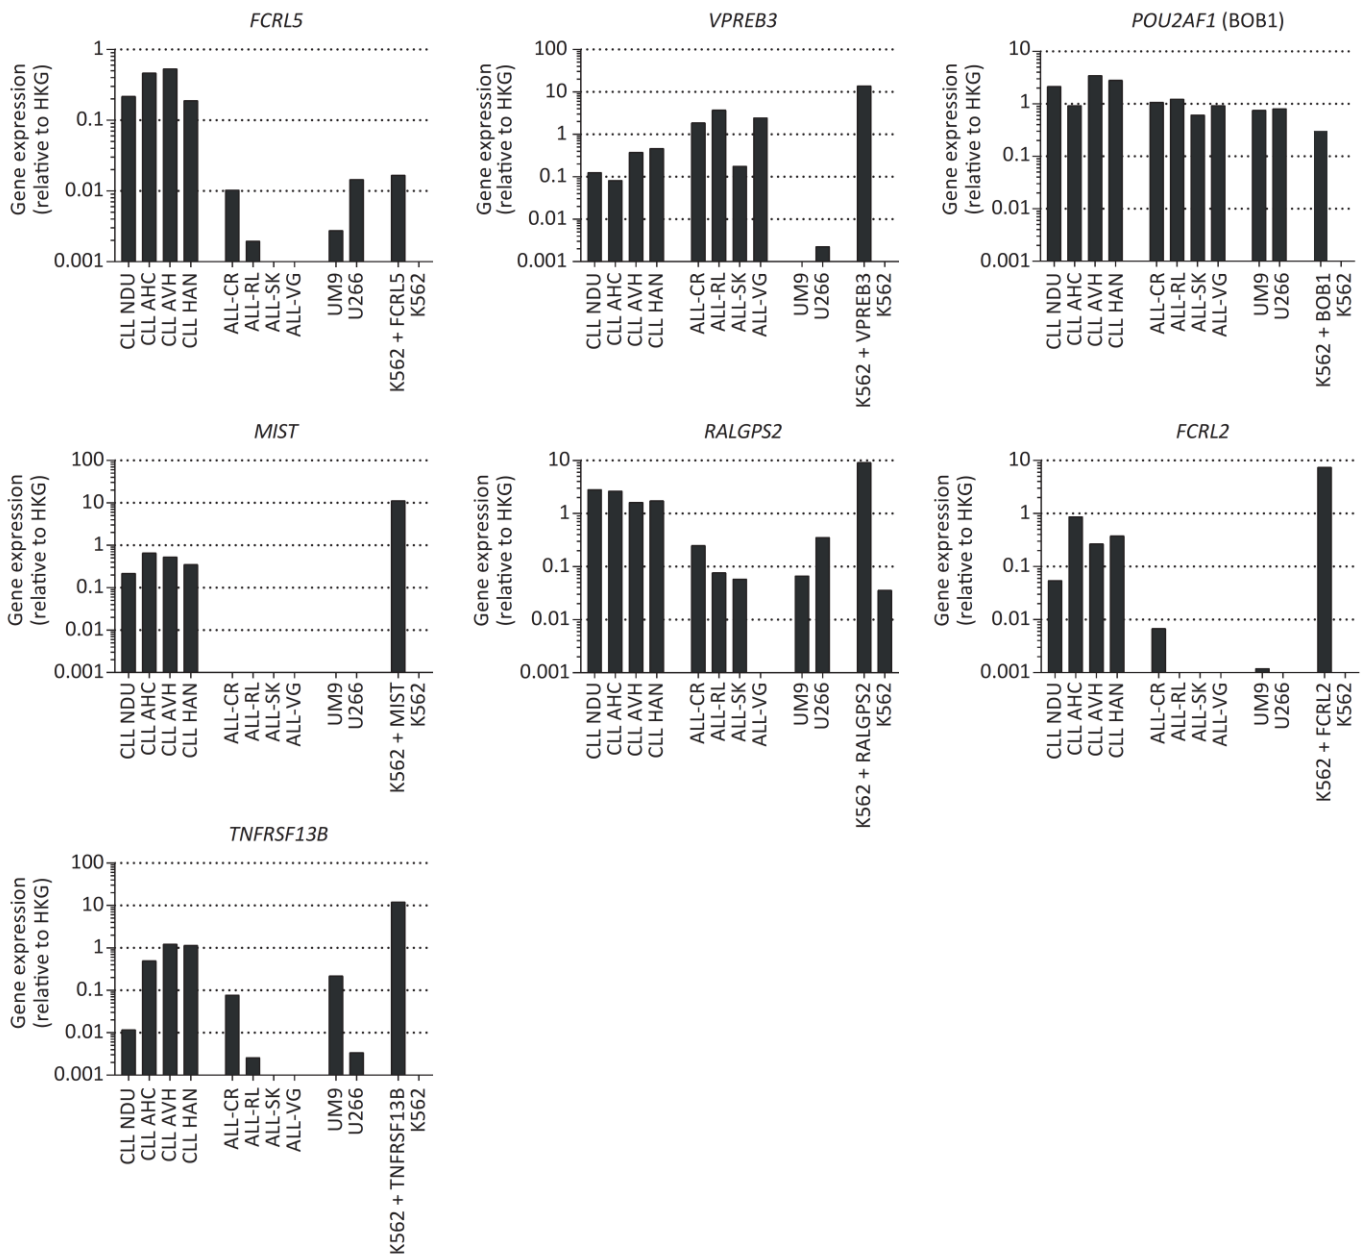 FCRL5
Gene expression
(relative to HKG)
1
0.1
0.01
0.001
CLL NDU
CLL AHC
CLL AVH
CLL HAN
ALL-CR
ALL-RL
ALL-SK
ALL-VG
UM9
U266
K562 + FCRL5
K562
VPREB3
Gene expression
(relative to HKG)
100
10
1
0.1
0.01
0.001
CLL NDU
CLL AHC
CLL AVH
CLL HAN
ALL-CR
ALL-RL
ALL-SK
ALL-VG
UM9
U266
K562 + VPREB3
K562
POU2AF1 (BOB1)
Gene expression
(relative to HKG)
10
1
0.1
0.01
0.001
CLL NDU
CLL AHC
CLL AVH
CLL HAN
ALL-CR
ALL-RL
ALL-SK
ALL-VG
UM9
U266
K562 + BOB1
K562
MIST
Gene expression
(relative to HKG)
100
10
1
0.1
0.01
0.001
CLL NDU
CLL AHC
CLL AVH
CLL HAN
ALL-CR
ALL-RL
ALL-SK
ALL-VG
UM9
U266
K562 + MIST
K562
RALGPS2
Gene expression
(relative to HKG)
10
1
0.1
0.01
0.001
CLL NDU
CLL AHC
CLL AVH
CLL HAN
ALL-CR
ALL-RL
ALL-SK
ALL-VG
UM9
U266
K562 + RALGPS2
K562
FCRL2
Gene expression
(relative to HKG)
10
1
0.1
0.01
0.001
CLL NDU
CLL AHC
CLL AVH
CLL HAN
ALL-CR
ALL-RL
ALL-SK
ALL-VG
UM9
U266
K562 + FCRL2
K562
TNFRSF13B
Gene expression
(relative to HKG)
100
10
1
0.1
0.01
0.001
CLL NDU
CLL AHC
CLL AVH
CLL HAN
ALL-CR
ALL-RL
ALL-SK
ALL-VG
UM9
U266
K562 + TNFRSF13B
K562